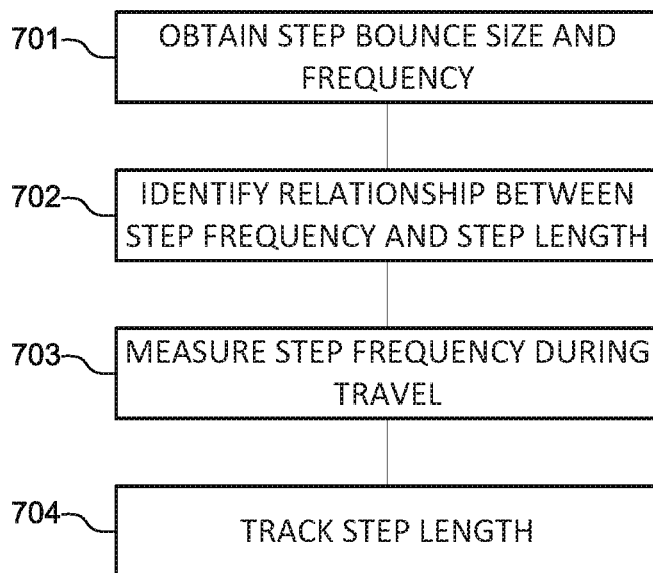 701
OBTAIN STEP BOUNCE SIZE AND
FREQUENCY
702
IDENTIFY RELATIONSHIP BETWEEN
STEP FREQUENCY AND STEP LENGTH
703
MEASURE STEP FREQUENCY DURING
TRAVEL
704
TRACK STEP LENGTH